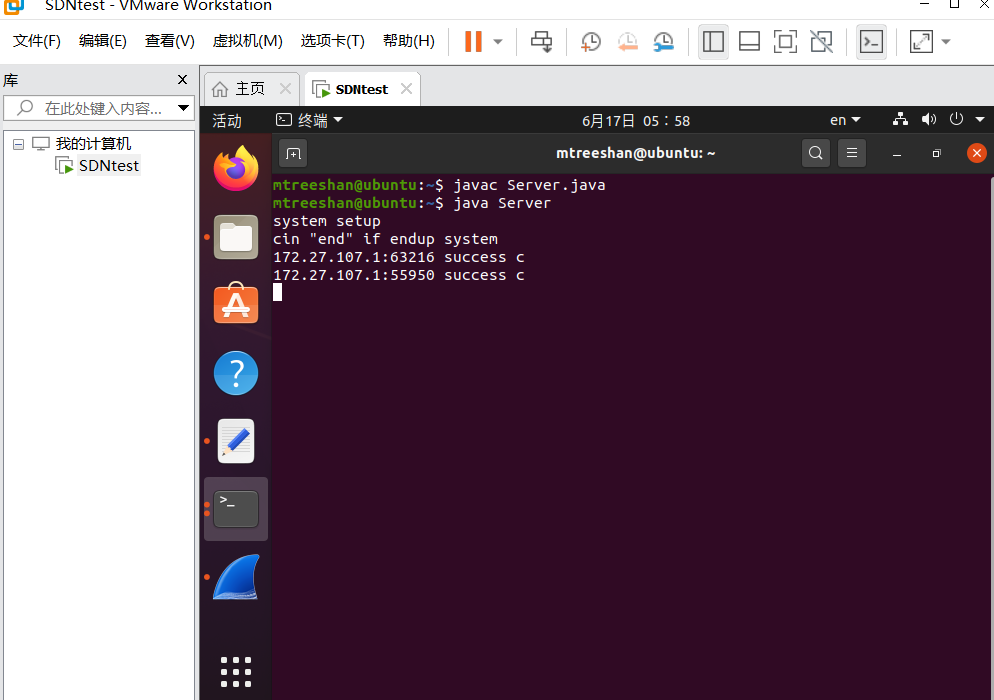 SDNtest - VMware Workstation
文件(F) 编辑(E) 查看(V) 虚拟机(M) 选项卡(T) 帮助(H)
库
在此处键入内容...
我的计算机
SDNtest
主页
SDNtest
活动
终端
6月17日 05：58
en
mtreeshan@ubuntu: ~
mtreeshan@ubuntu:~$ javac Server.java
mtreeshan@ubuntu:~$ java Server
system setup
cin "end" if endup system
172.27.107.1:63216 success c
172.27.107.1:55950 success c